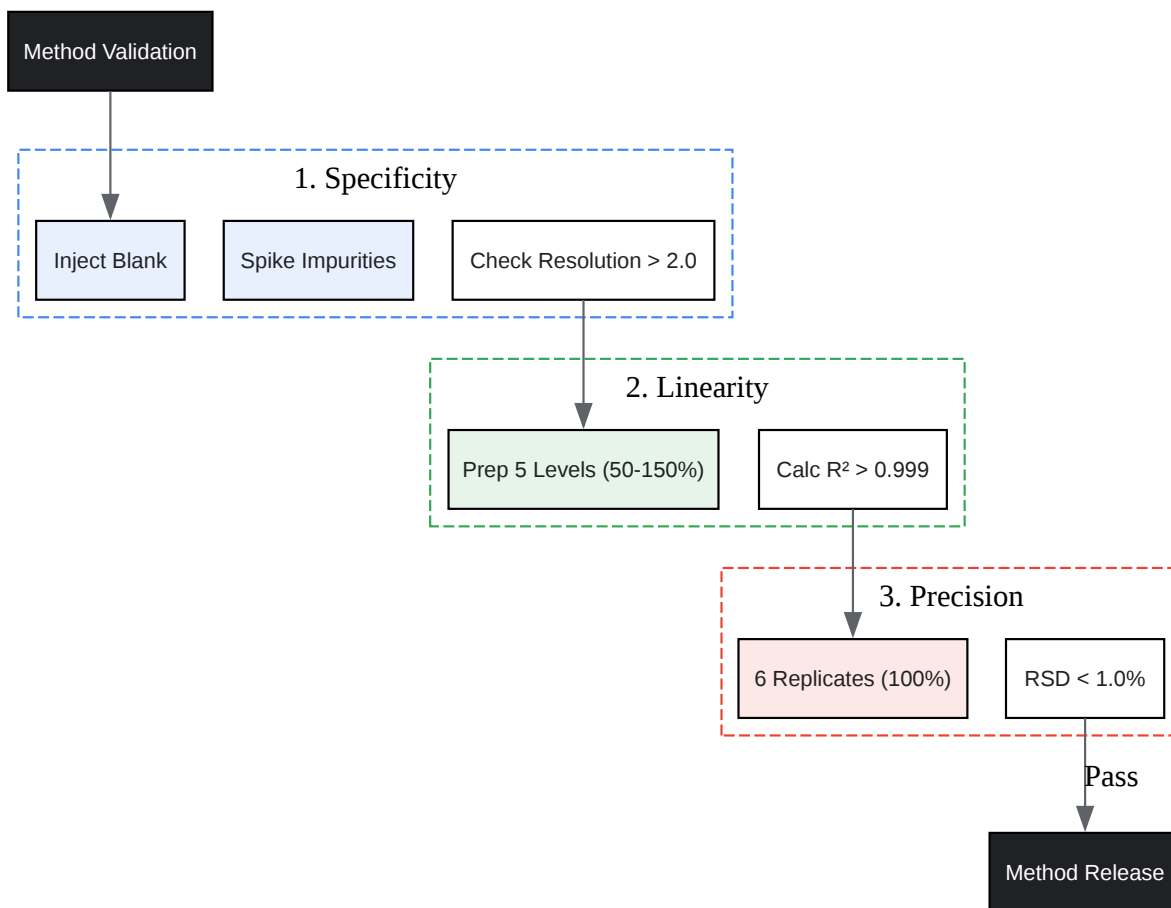 Method Validation
1. Specificity
Inject Blank
Spike Impurities
Check Resolution > 2.0
2. Linearity
Prep 5 Levels (50-150%)
Calc R² > 0.999
3. Precision
6 Replicates (100%)
RSD < 1.0%
Pass
Method Release